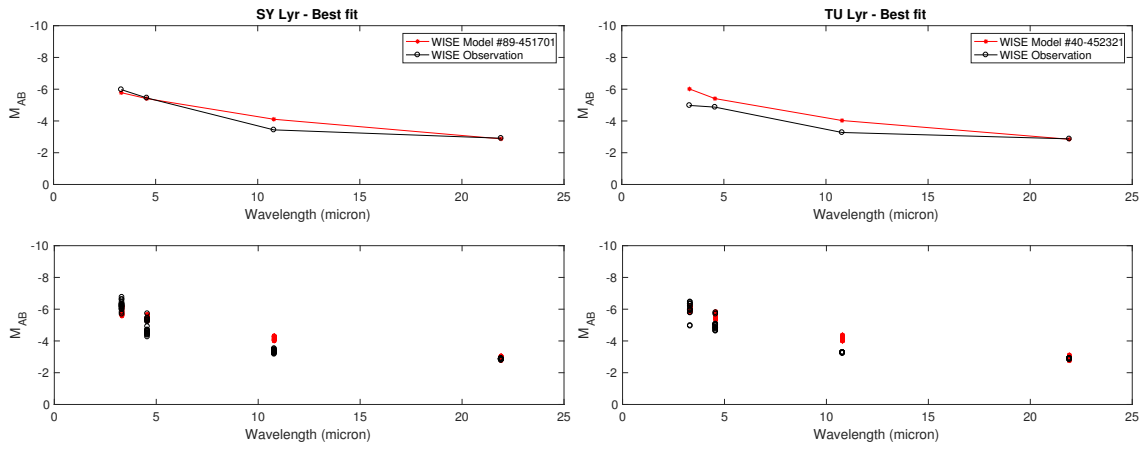 SY Lyr - Best fit
-10
-8
-6
-4
-2
0
M_AB
WISE Model #89-451701
WISE Observation
0 5 10 15 20 25
Wavelength (micron)
TU Lyr - Best fit
-10
-8
-6
-4
-2
0
M_AB
WISE Model #40-452321
WISE Observation
0 5 10 15 20 25
Wavelength (micron)
-10
-8
-6
-4
-2
0
M_AB
0 5 10 15 20 25
Wavelength (micron)
-10
-8
-6
-4
-2
0
M_AB
0 5 10 15 20 25
Wavelength (micron)